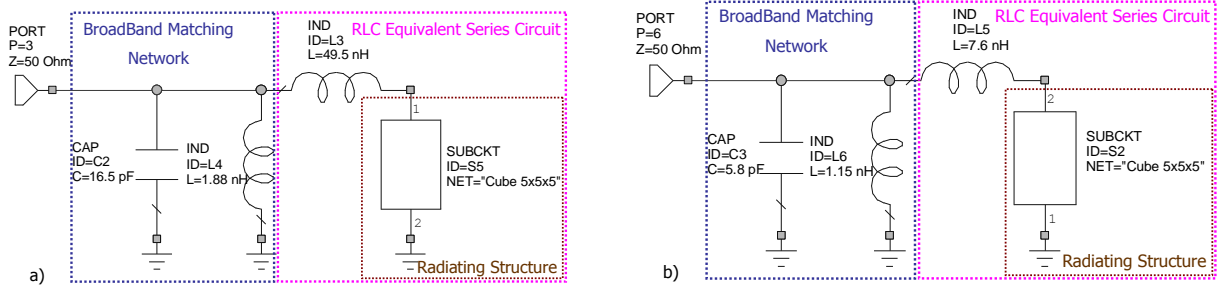 PORT
P=3
Z=50 Ohm
BroadBand Matching
Network
IND
ID=L3
L=49.5 nH
RLC Equivalent Series Circuit
CAP
ID=C2
C=16.5 pF
IND
ID=L4
L=1.88 nH
1
SUBCKT
ID=S5
NET="Cube 5x5x5"
2
Radiating Structure
a)
PORT
P=6
Z=50 Ohm
BroadBand Matching
Network
IND
ID=L5
L=7.6 nH
RLC Equivalent Series Circuit
CAP
ID=C3
C=5.8 pF
IND
ID=L6
L=1.15 nH
2
SUBCKT
ID=S2
NET="Cube 5x5x5"
1
Radiating Structure
b)